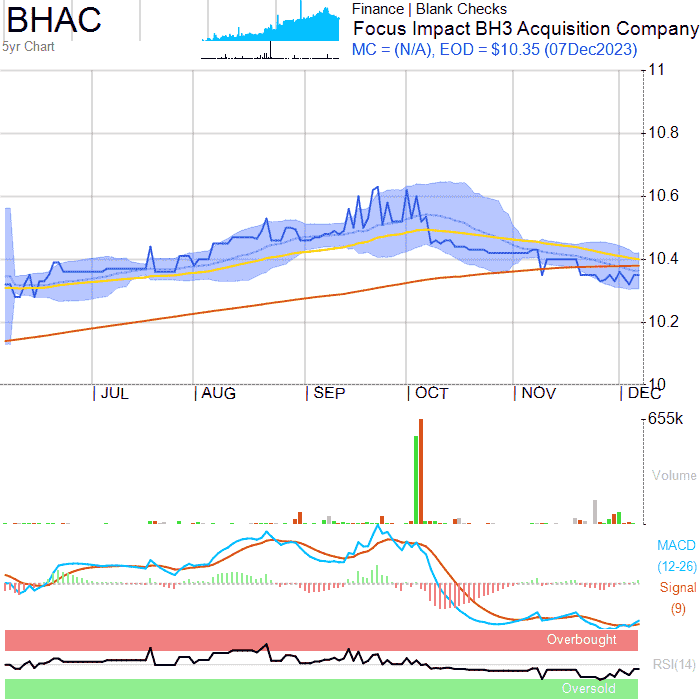 BHAC
5yr Chart
Finance | Blank Checks
Focus Impact BH3 Acquisition Company
MC = (N/A), EOD = $10.35 (07Dec2023)
11
10.8
10.6
10.4
10.2
10
JUL AUG SEP OCT NOV DEC
655k
Volume
MACD
(12-26)
Signal
(9)
Overbought
RSI(14)
Oversold